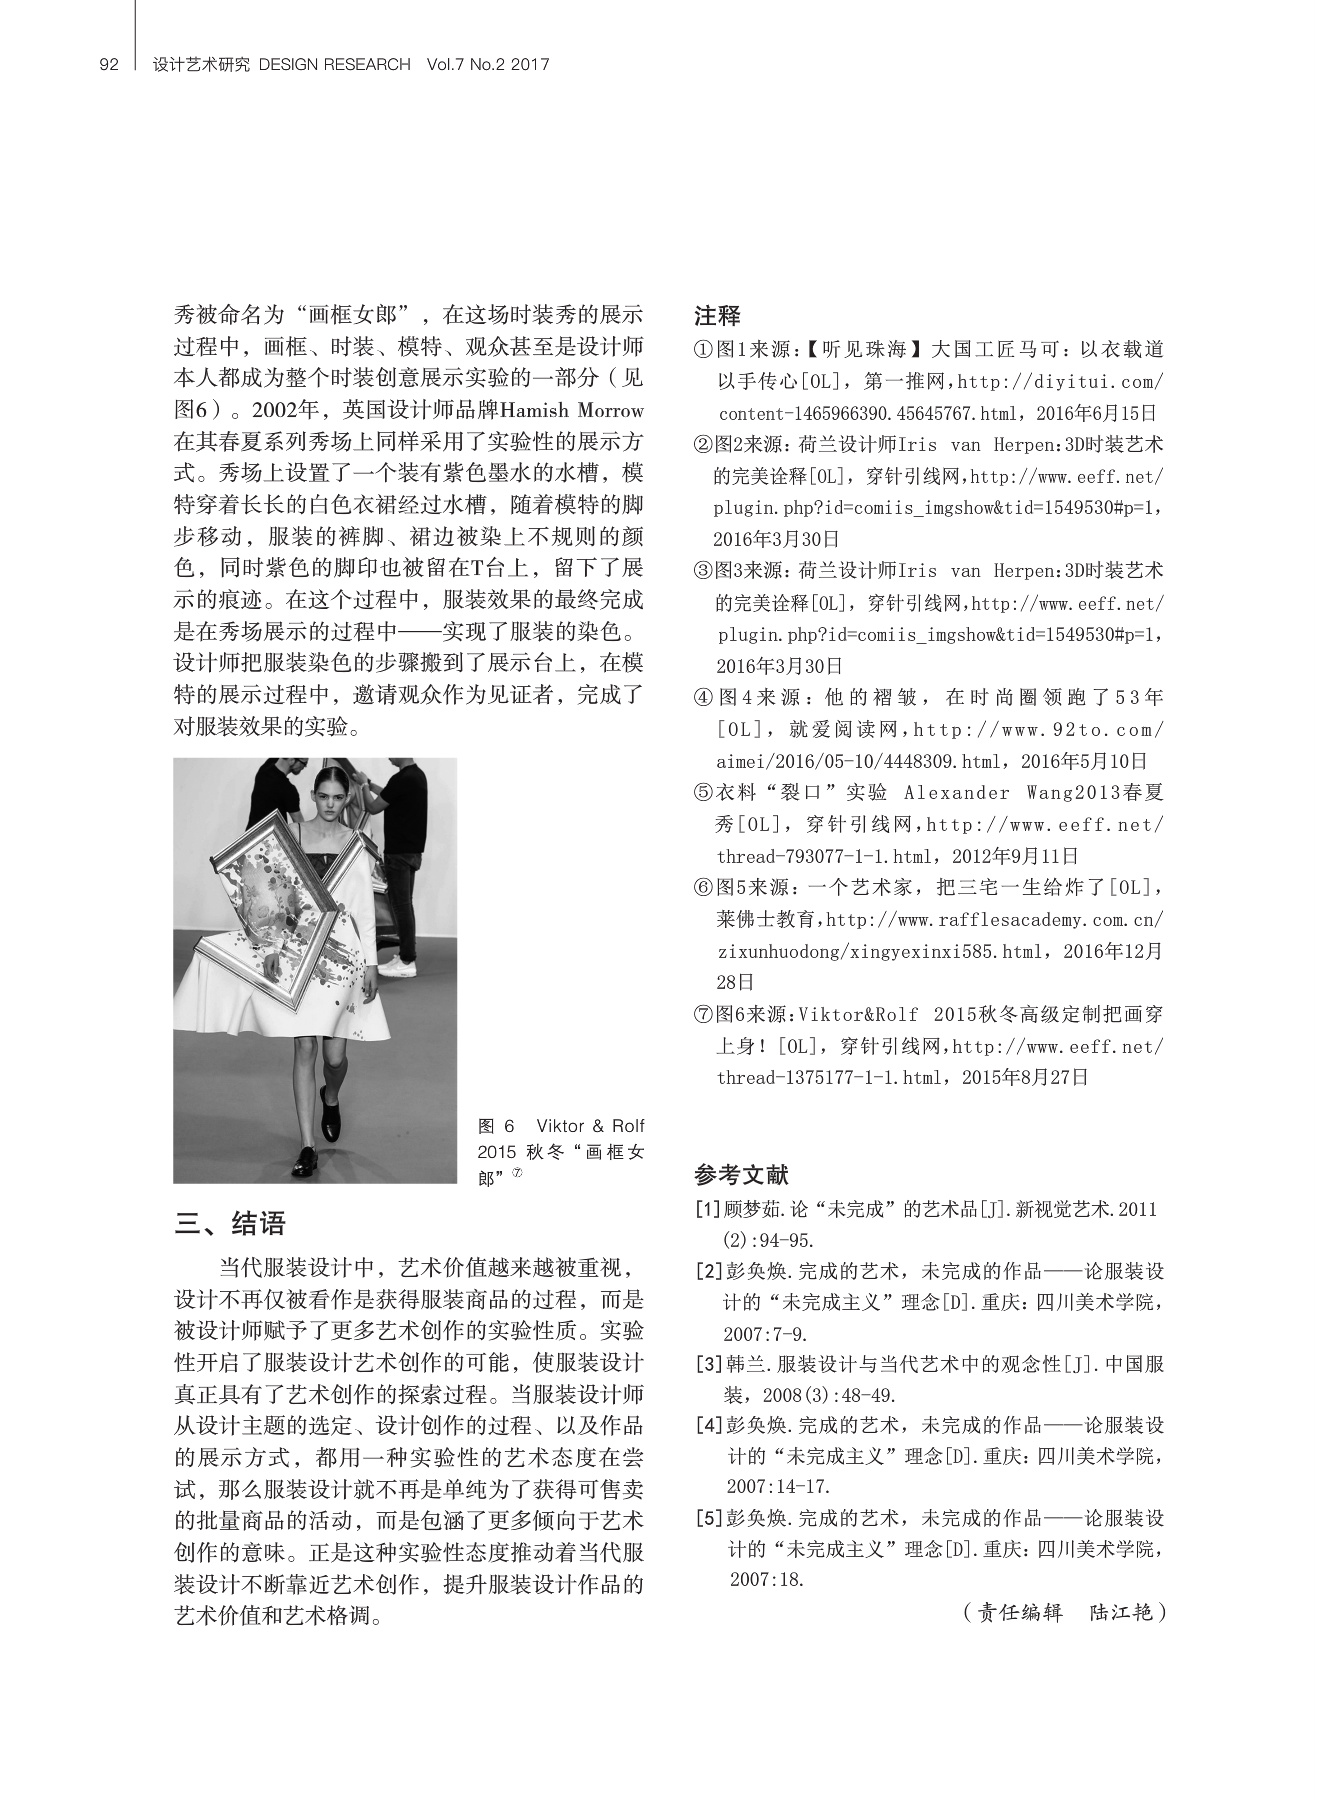 92
设计艺术研究 DESIGN RESEARCH Vol.7 No.2 2017
秀被命名为“画框女郎”，在这场时装秀的展示
过程中，画框、时装、模特、观众甚至是设计师
本人都成为整个时装创意展示实验的一部分（见
图6）。2002年，英国设计师品牌Hamish Morrow
在其春夏系列秀场上同样采用了实验性的展示方
式。秀场上设置了一个装有紫色墨水的水槽，模
特穿着长长的白色衣裙经过水槽，随着模特的脚
步移动，服装的裤脚、裙边被染上不规则的颜
色，同时紫色的脚印也被留在T台上，留下了展
示的痕迹。在这个过程中，服装效果的最终完成
是在秀场展示的过程中——实现了服装的染色。
设计师把服装染色的步骤搬到了展示台上，在模
特的展示过程中，邀请观众作为见证者，完成了
对服装效果的实验。
图 6 Viktor & Rolf
2015 秋冬“画框女
郎”⑦
三、结语
当代服装设计中，艺术价值越来越被重视，
设计不再仅被看作是获得服装商品的过程，而是
被设计师赋予了更多艺术创作的实验性质。实验
性开启了服装设计艺术创作的可能，使服装设计
真正具有了艺术创作的探索过程。当服装设计师
从设计主题的选定、设计创作的过程、以及作品
的展示方式，都用一种实验性的艺术态度在尝
试，那么服装设计就不再是单纯为了获得可售卖
的批量商品的活动，而是包涵了更多倾向于艺术
创作的意味。正是这种实验性态度推动着当代服
装设计不断靠近艺术创作，提升服装设计作品的
艺术价值和艺术格调。
注释
①图1来源：【听见珠海】大国工匠马可：以衣载道
以手传心[OL]，第一推网,http://diyitui.com/
content-1465966390.45645767.html，2016年6月15日
②图2来源：荷兰设计师Iris van Herpen:3D时装艺术
的完美诠释[OL]，穿针引线网,http://www.eeff.net/
plugin.php?id=comiis_imgshow&tid=1549530#p=1，
2016年3月30日
③图3来源：荷兰设计师Iris van Herpen:3D时装艺术
的完美诠释[OL]，穿针引线网,http://www.eeff.net/
plugin.php?id=comiis_imgshow&tid=1549530#p=1，
2016年3月30日
④图4来源：他的褶皱，在时尚圈领跑了53年
[OL]，就爱阅读网,http://www.92to.com/
aimei/2016/05-10/4448309.html，2016年5月10日
⑤衣料“裂口”实验 Alexander Wang2013春夏
秀[OL]，穿针引线网,http://www.eeff.net/
thread-793077-1-1.html，2012年9月11日
⑥图5来源：一个艺术家，把三宅一生给炸了[OL]，
莱佛士教育,http://www.rafflesacademy.com.cn/
zixunhuodong/xingyexinxi585.html，2016年12月
28日
⑦图6来源:Viktor&Rolf 2015秋冬高级定制把画穿
上身！[OL]，穿针引线网,http://www.eeff.net/
thread-1375177-1-1.html，2015年8月27日
参考文献
[1]顾梦茹.论“未完成”的艺术品[J].新视觉艺术.2011
(2):94-95.
[2]彭奂焕.完成的艺术，未完成的作品——论服装设
计的“未完成主义”理念[D].重庆：四川美术学院，
2007:7-9.
[3]韩兰.服装设计与当代艺术中的观念性[J].中国服
装，2008(3):48-49.
[4]彭奂焕.完成的艺术，未完成的作品——论服装设
计的“未完成主义”理念[D].重庆：四川美术学院，
2007:14-17.
[5]彭奂焕.完成的艺术，未完成的作品——论服装设
计的“未完成主义”理念[D].重庆：四川美术学院，
2007:18.
（责任编辑 陆江艳）